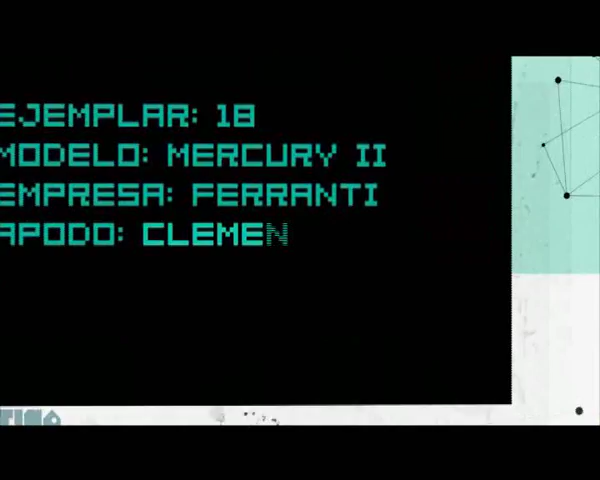 EJEMPLAR: 18
MODELO: MERCURY II
EMPRESA: FERRANTI
APODO: CLEMEN